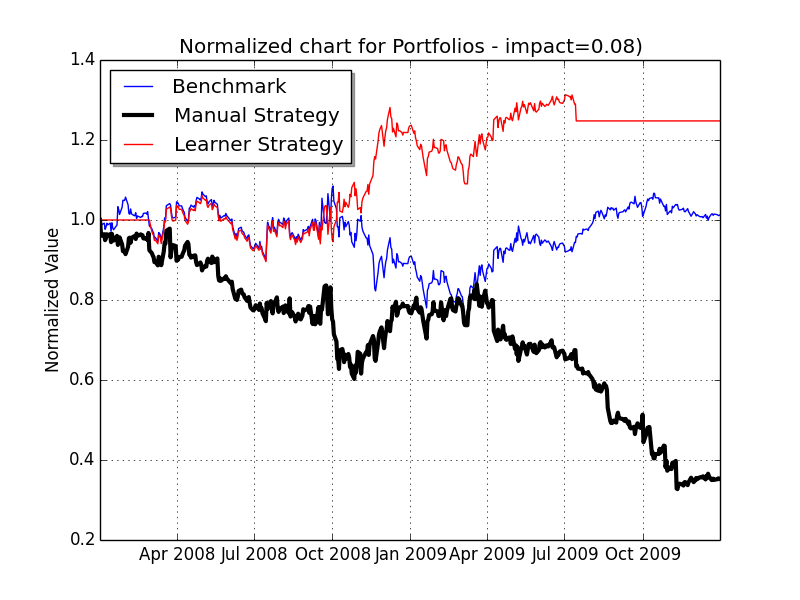 Normalized chart for Portfolios - impact=0.08)
Benchmark
Manual Strategy
Learner Strategy
Normalized Value
1.4
1.2
1.0
0.8
0.6
0.4
0.2
Apr 2008 Jul 2008 Oct 2008 Jan 2009 Apr 2009 Jul 2009 Oct 2009